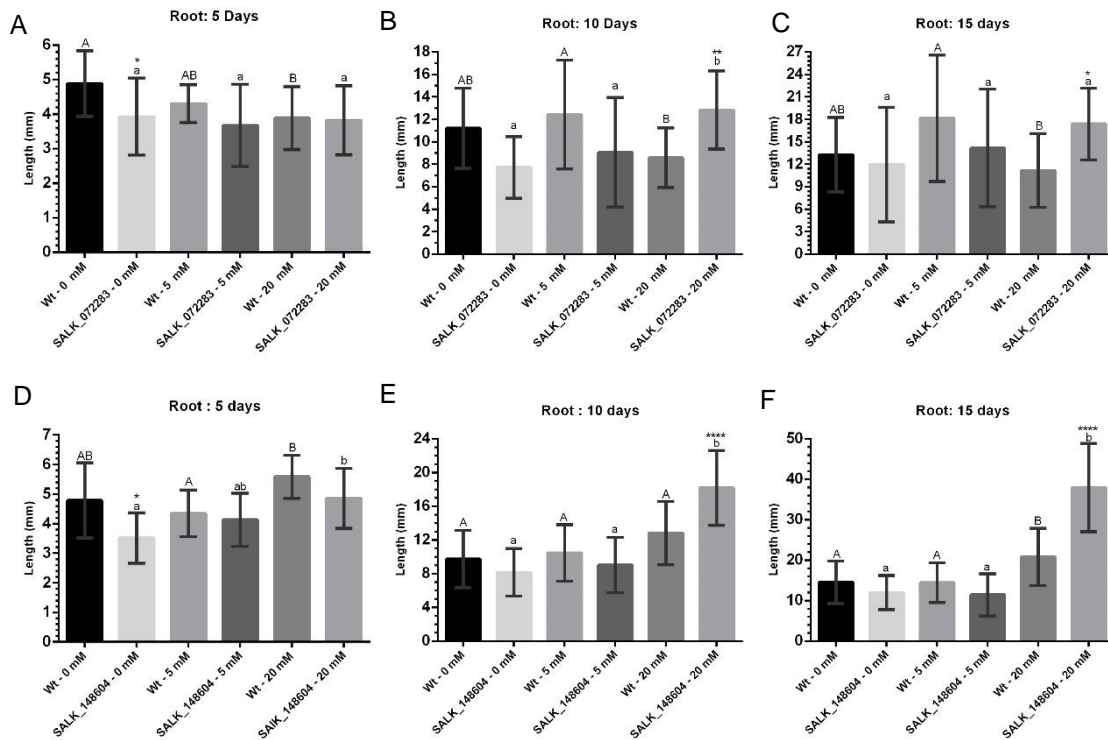 A
Root: 5 Days
Length (mm)
6
5
4
3
2
1
0
A
*
a
AB
a
B
a
Wt - 0 mM
SALK_072283 - 0 mM
Wt - 5 mM
SALK_072283 - 5 mM
Wt - 20 mM
SALK_072283 - 20 mM
B
Root: 10 Days
Length (mm)
18
16
14
12
10
8
6
4
2
0
AB
a
A
a
B
**
b
Wt - 0 mM
SALK_072283 - 0 mM
Wt - 5 mM
SALK_072283 - 5 mM
Wt - 20 mM
SALK_072283 - 20 mM
C
Root: 15 days
Length (mm)
27
24
21
18
15
12
9
6
3
0
AB
a
A
a
B
*
a
Wt - 0 mM
SALK_072283 - 0 mM
Wt - 5 mM
SALK_072283 - 5 mM
Wt - 20 mM
SALK_072283 - 20 mM
D
Root : 5 days
Length (mm)
7
6
5
4
3
2
1
0
AB
*
a
A
ab
B
b
Wt - 0 mM
SALK_148604 - 0 mM
Wt - 5 mM
SALK_148604 - 5 mM
Wt - 20 mM
SAlK_148604 - 20 mM
E
Root : 10 days
Length (mm)
24
20
16
12
8
4
0
A
a
A
a
A
****
b
Wt - 0 mM
SALK_148604 - 0 mM
Wt - 5 mM
SALK_148604 - 5 mM
Wt - 20 mM
SALK_148604 - 20 mM
F
Root: 15 days
Length (mm)
50
40
30
20
10
0
A
a
A
a
B
****
b
Wt - 0 mM
SALK_148604 - 0 mM
Wt - 5 mM
SALK_148604 - 5 mM
Wt - 20 mM
SALK_148604 - 20 mM